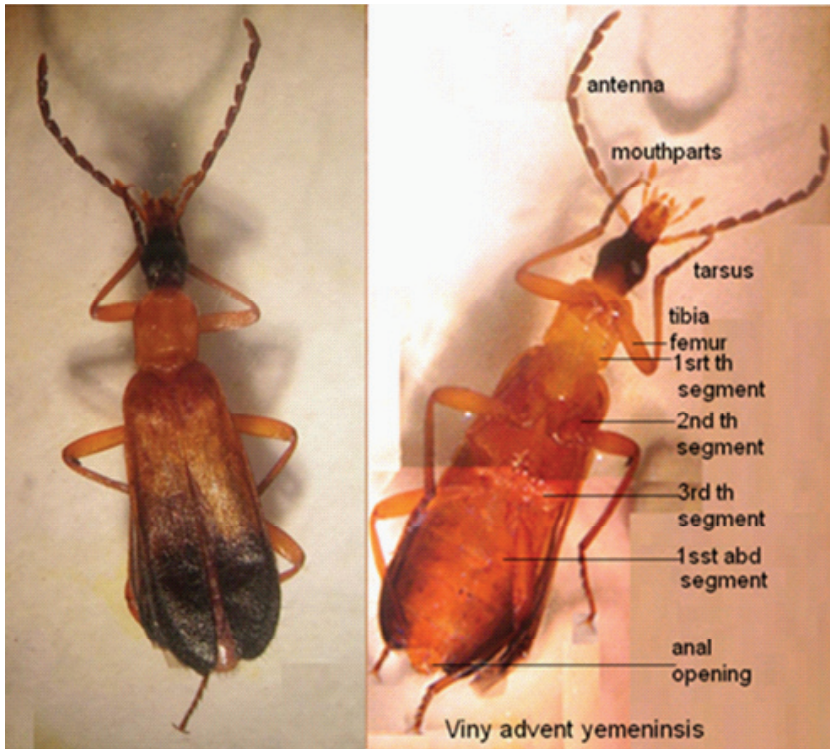 antenna
mouthparts
tarsus
tibia
femur
1srt th
segment
2nd th
segment
3rd th
segment
1sst abd
segment
anal
opening
Viny advent yemeninsis